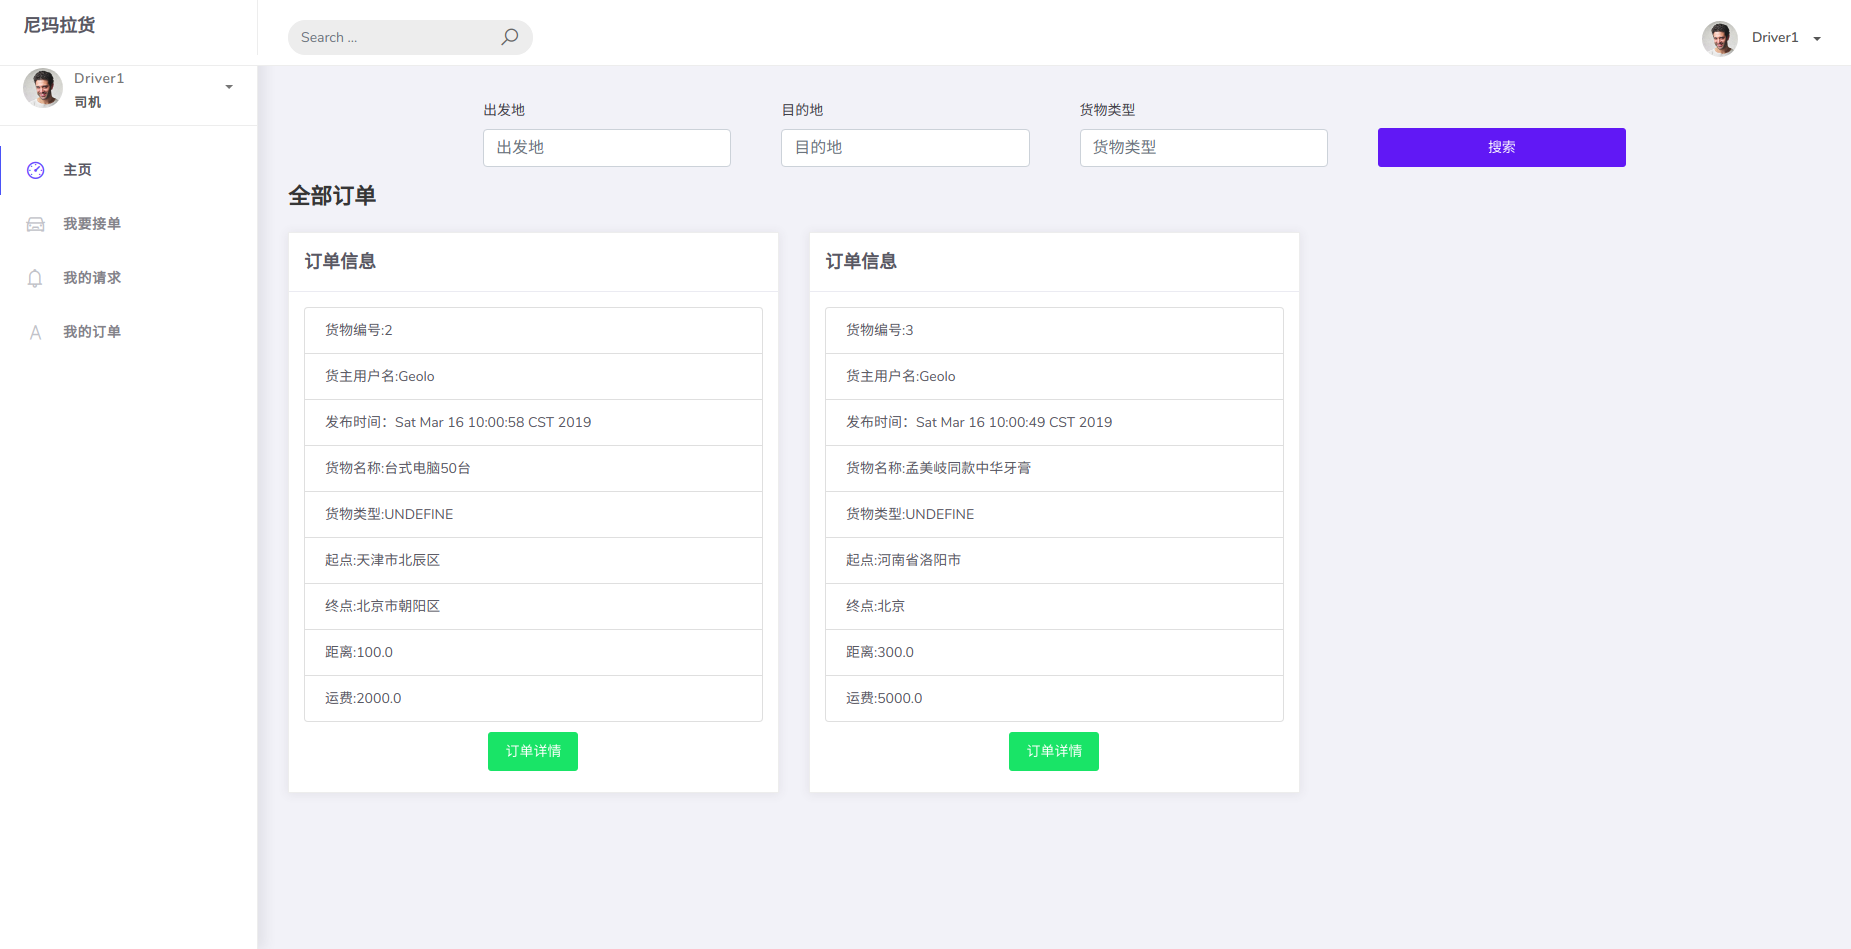 尼玛拉货
Search ...
Driver1
Driver1
司机
主页
我要接单
我的请求
我的订单
出发地
目的地
货物类型
出发地
目的地
货物类型
搜索
全部订单
订单信息
货物编号:2
货主用户名:Geolo
发布时间：Sat Mar 16 10:00:58 CST 2019
货物名称:台式电脑50台
货物类型:UNDEFINE
起点:天津市北辰区
终点:北京市朝阳区
距离:100.0
运费:2000.0
订单详情
订单信息
货物编号:3
货主用户名:Geolo
发布时间：Sat Mar 16 10:00:49 CST 2019
货物名称:孟美岐同款中华牙膏
货物类型:UNDEFINE
起点:河南省洛阳市
终点:北京
距离:300.0
运费:5000.0
订单详情